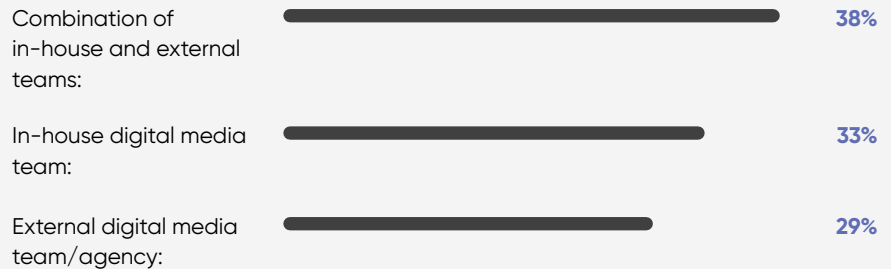 Combination of
in-house and external
teams:
38%
In-house digital media
team:
33%
External digital media
team/agency:
29%